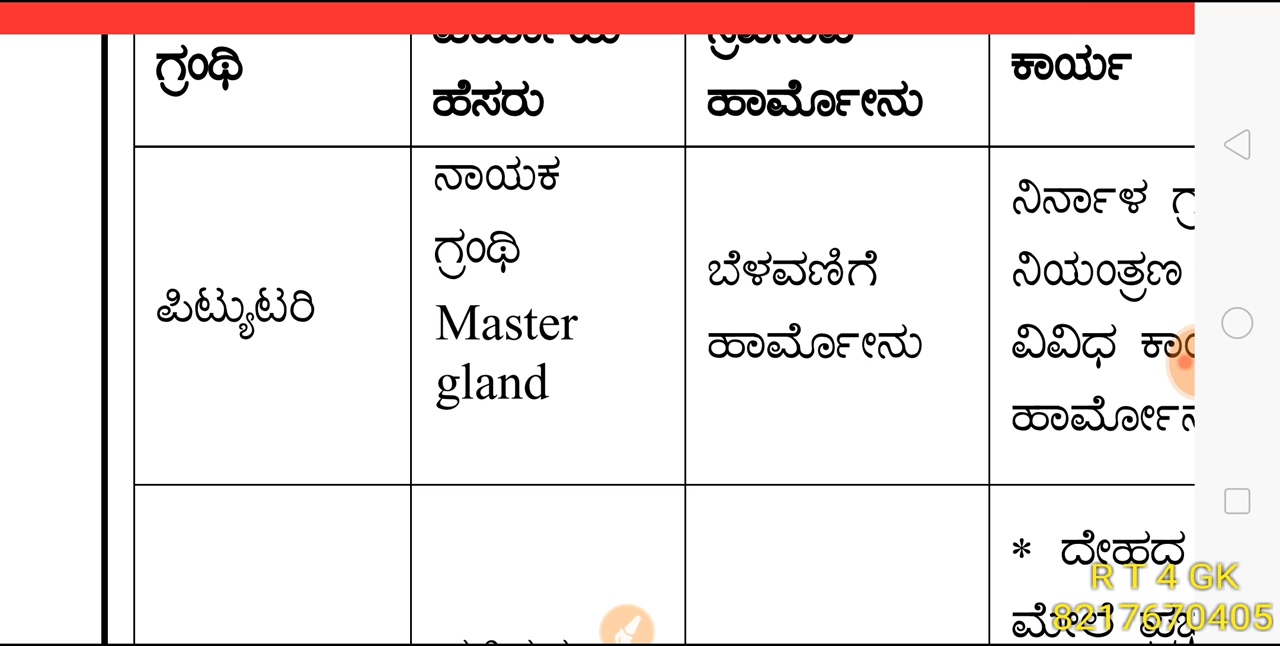 ಗ್ರಂಥಿ
ಹೆಸರು
ಹಾರ್ಮೋನು
ಕಾರ್ಯ
ಪಿಟ್ಯುಟರಿ
ನಾಯಕ
ಗ್ರಂಥಿ
Master
gland
ಬೆಳವಣಿಗೆ
ಹಾರ್ಮೋನು
ನಿರ್ನಾಳ
ನಿಯಂತ್ರಣ
ವಿವಿಧ
* ದೇಹದ
ಮೇಲೆ
R T 4 GK
8217670405